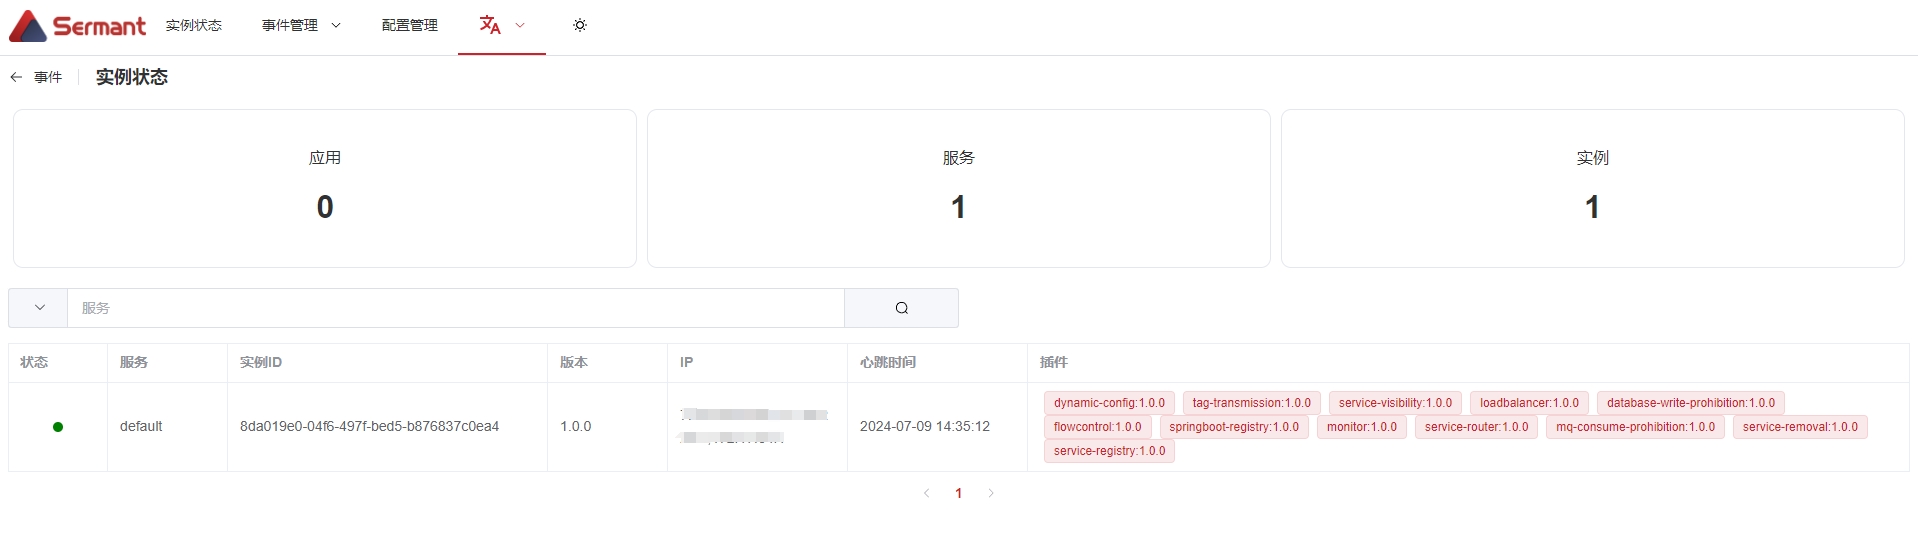 Sermant 实例状态 事件管理 配置管理
事件 实例状态
应用 服务 实例
0 1 1
服务
状态 服务 实例ID 版本 IP 心跳时间 插件
dynamic-config:1.0.0 tag-transmission:1.0.0 service-visibility:1.0.0 loadbalancer:1.0.0 database-write-prohibition:1.0.0
default 8da019e0-04f6-497f-bed5-b876837c0ea4 1.0.0 2024-07-09 14:35:12 flowcontrol:1.0.0 springboot-registry:1.0.0 monitor:1.0.0 service-router:1.0.0 mq-consume-prohibition:1.0.0 service-removal:1.0.0
service-registry:1.0.0
1